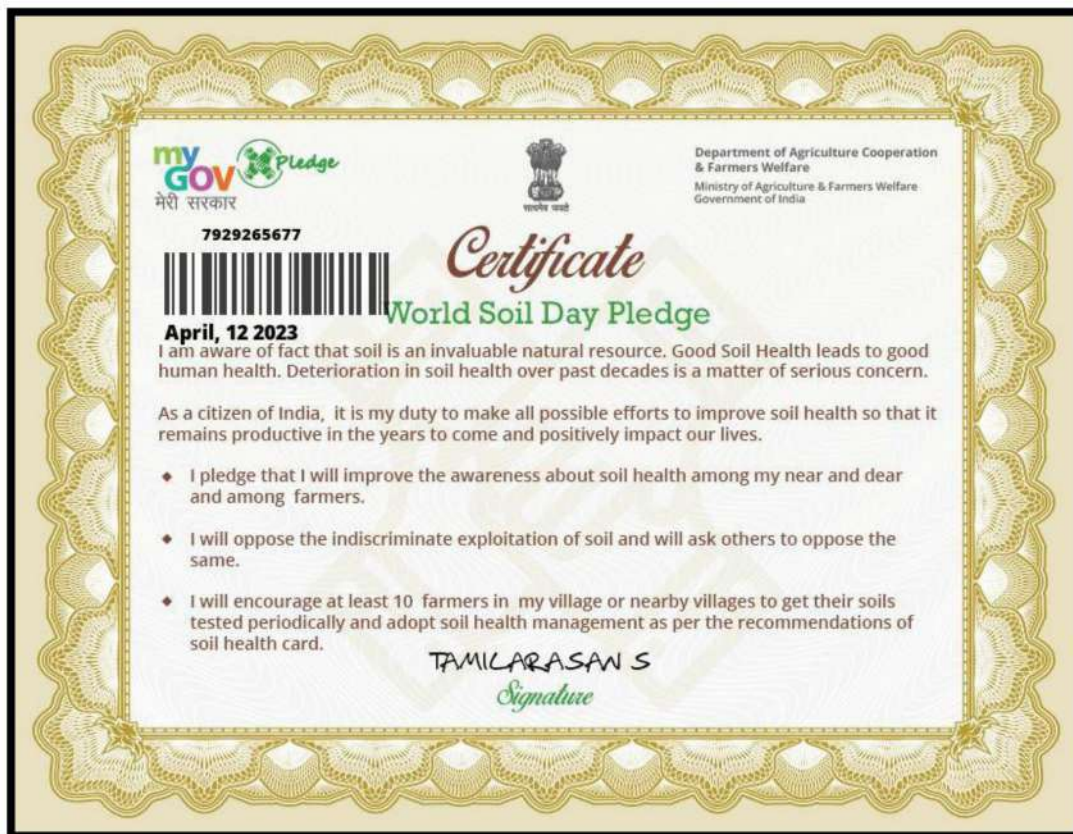 my
GOV
Pledge
मेरी सरकार
सत्यमेव जयते
Department of Agriculture Cooperation
& Farmers Welfare
Ministry of Agriculture & Farmers Welfare
Government of India
7929265677
Certificate
World Soil Day Pledge
April, 12 2023
I am aware of fact that soil is an invaluable natural resource. Good Soil Health leads to good
human health. Deterioration in soil health over past decades is a matter of serious concern.
As a citizen of India, it is my duty to make all possible efforts to improve soil health so that it
remains productive in the years to come and positively impact our lives.
◆ I pledge that I will improve the awareness about soil health among my near and dear
and among farmers.
◆ I will oppose the indiscriminate exploitation of soil and will ask others to oppose the
same.
◆ I will encourage at least 10 farmers in my village or nearby villages to get their soils
tested periodically and adopt soil health management as per the recommendations of
soil health card.
TAMILARASAN S
Signature